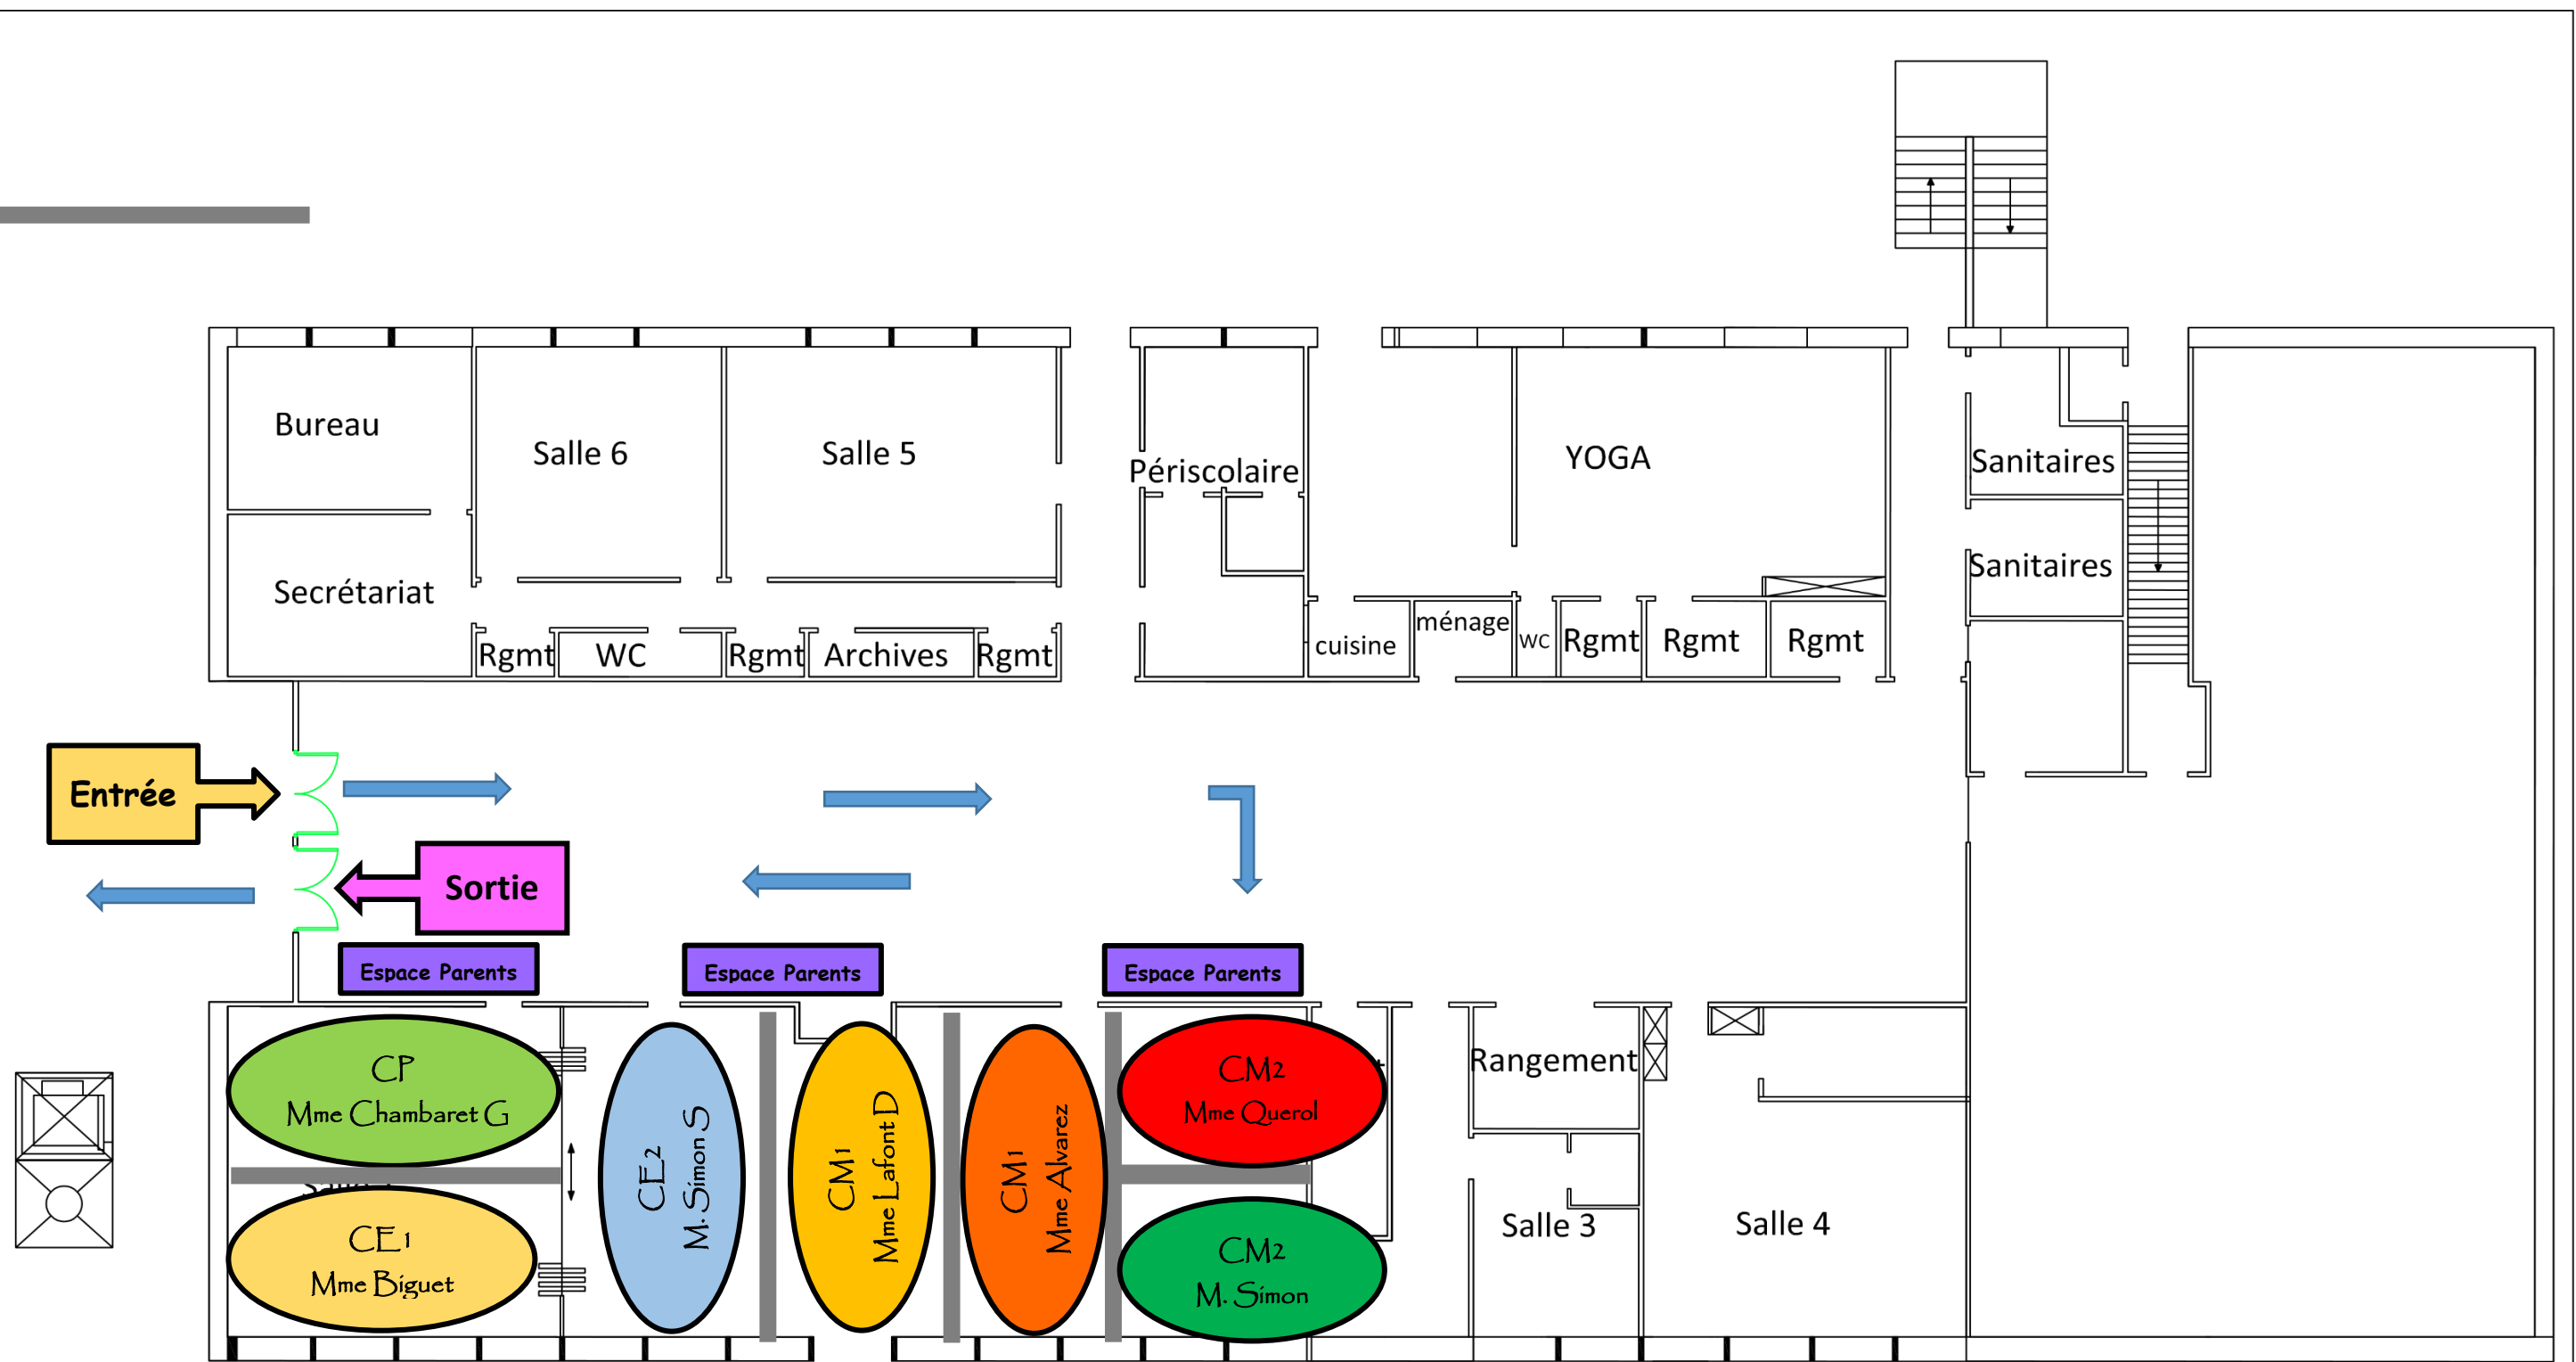 Bureau
Salle 6
Salle 5
Périscolaire
YOGA
Sanitaires
Sanitaires
Secrétariat
Rgmt
WC
Rgmt
Archives
Rgmt
cuisine
ménage
WC
Rgmt
Rgmt
Rgmt
Entrée
Sortie
Espace Parents
Espace Parents
Espace Parents
CP
Mme Chambaret G
CE1
Mme Biguet
CE2
M. Simon S
CM1
Mme Lafont D
CM1
Mme Alvarez
CM2
Mme Querol
CM2
M. Simon
Rangement
Salle 3
Salle 4